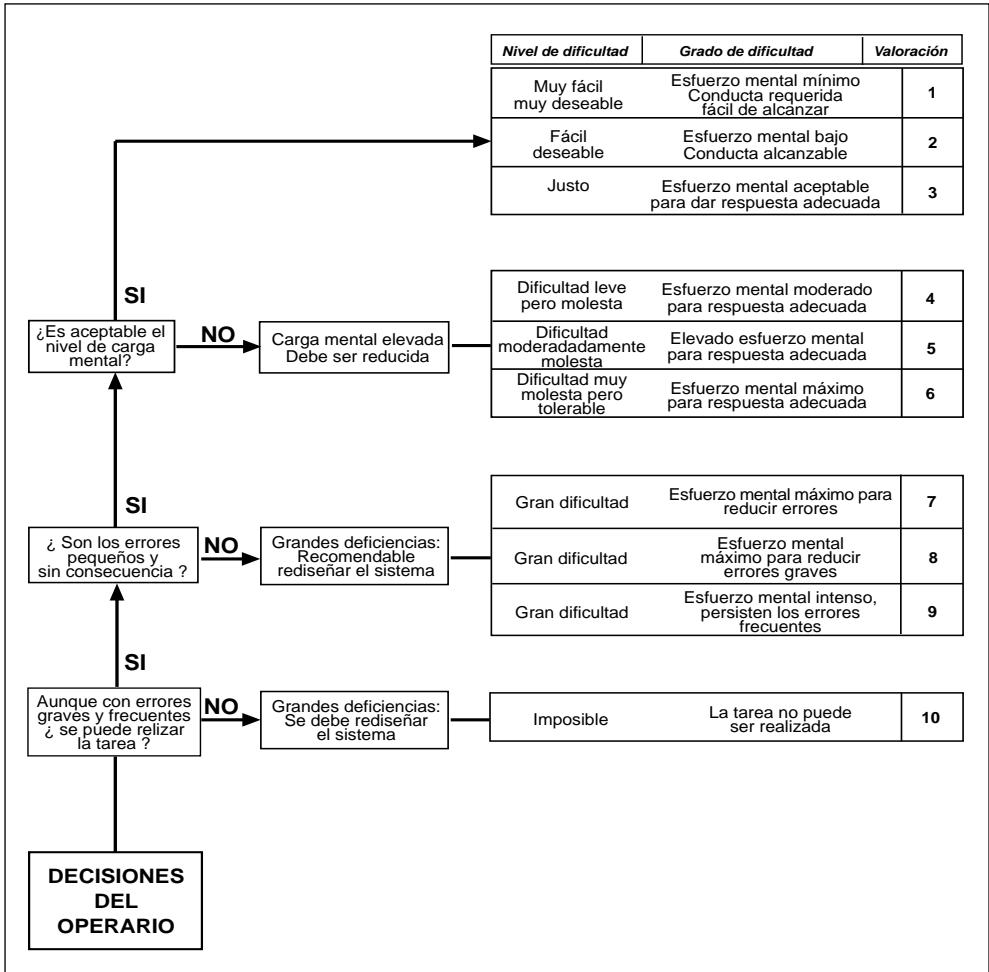 Nivel de dificultad Grado de dificultad Valoración
Muy fácil
muy deseable
Esfuerzo mental mínimo
Conducta requerida
fácil de alcanzar
1
Fácil
deseable
Esfuerzo mental bajo
Conducta alcanzable
2
Justo
Esfuerzo mental aceptable
para dar respuesta adecuada
3
SI
¿Es aceptable el
nivel de carga
mental?
NO
Carga mental elevada
Debe ser reducida
Dificultad leve
pero molesta
Esfuerzo mental moderado
para respuesta adecuada
4
Dificultad
moderadadamente
molesta
Elevado esfuerzo mental
para respuesta adecuada
5
Dificultad muy
molesta pero
tolerable
Esfuerzo mental máximo
para respuesta adecuada
6
SI
¿ Son los errores
pequeños y
sin consecuencia ?
NO
Grandes deficiencias:
Recomendable
rediseñar el sistema
Gran dificultad
Esfuerzo mental máximo para
reducir errores
7
Gran dificultad
Esfuerzo mental
máximo para reducir
errores graves
8
Gran dificultad
Esfuerzo mental intenso,
persisten los errores
frecuentes
9
SI
Aunque con errores
graves y frecuentes
¿ se puede relizar
la tarea ?
NO
Grandes deficiencias:
Se debe rediseñar
el sistema
Imposible
La tarea no puede
ser realizada
10
DECISIONES
DEL
OPERARIO